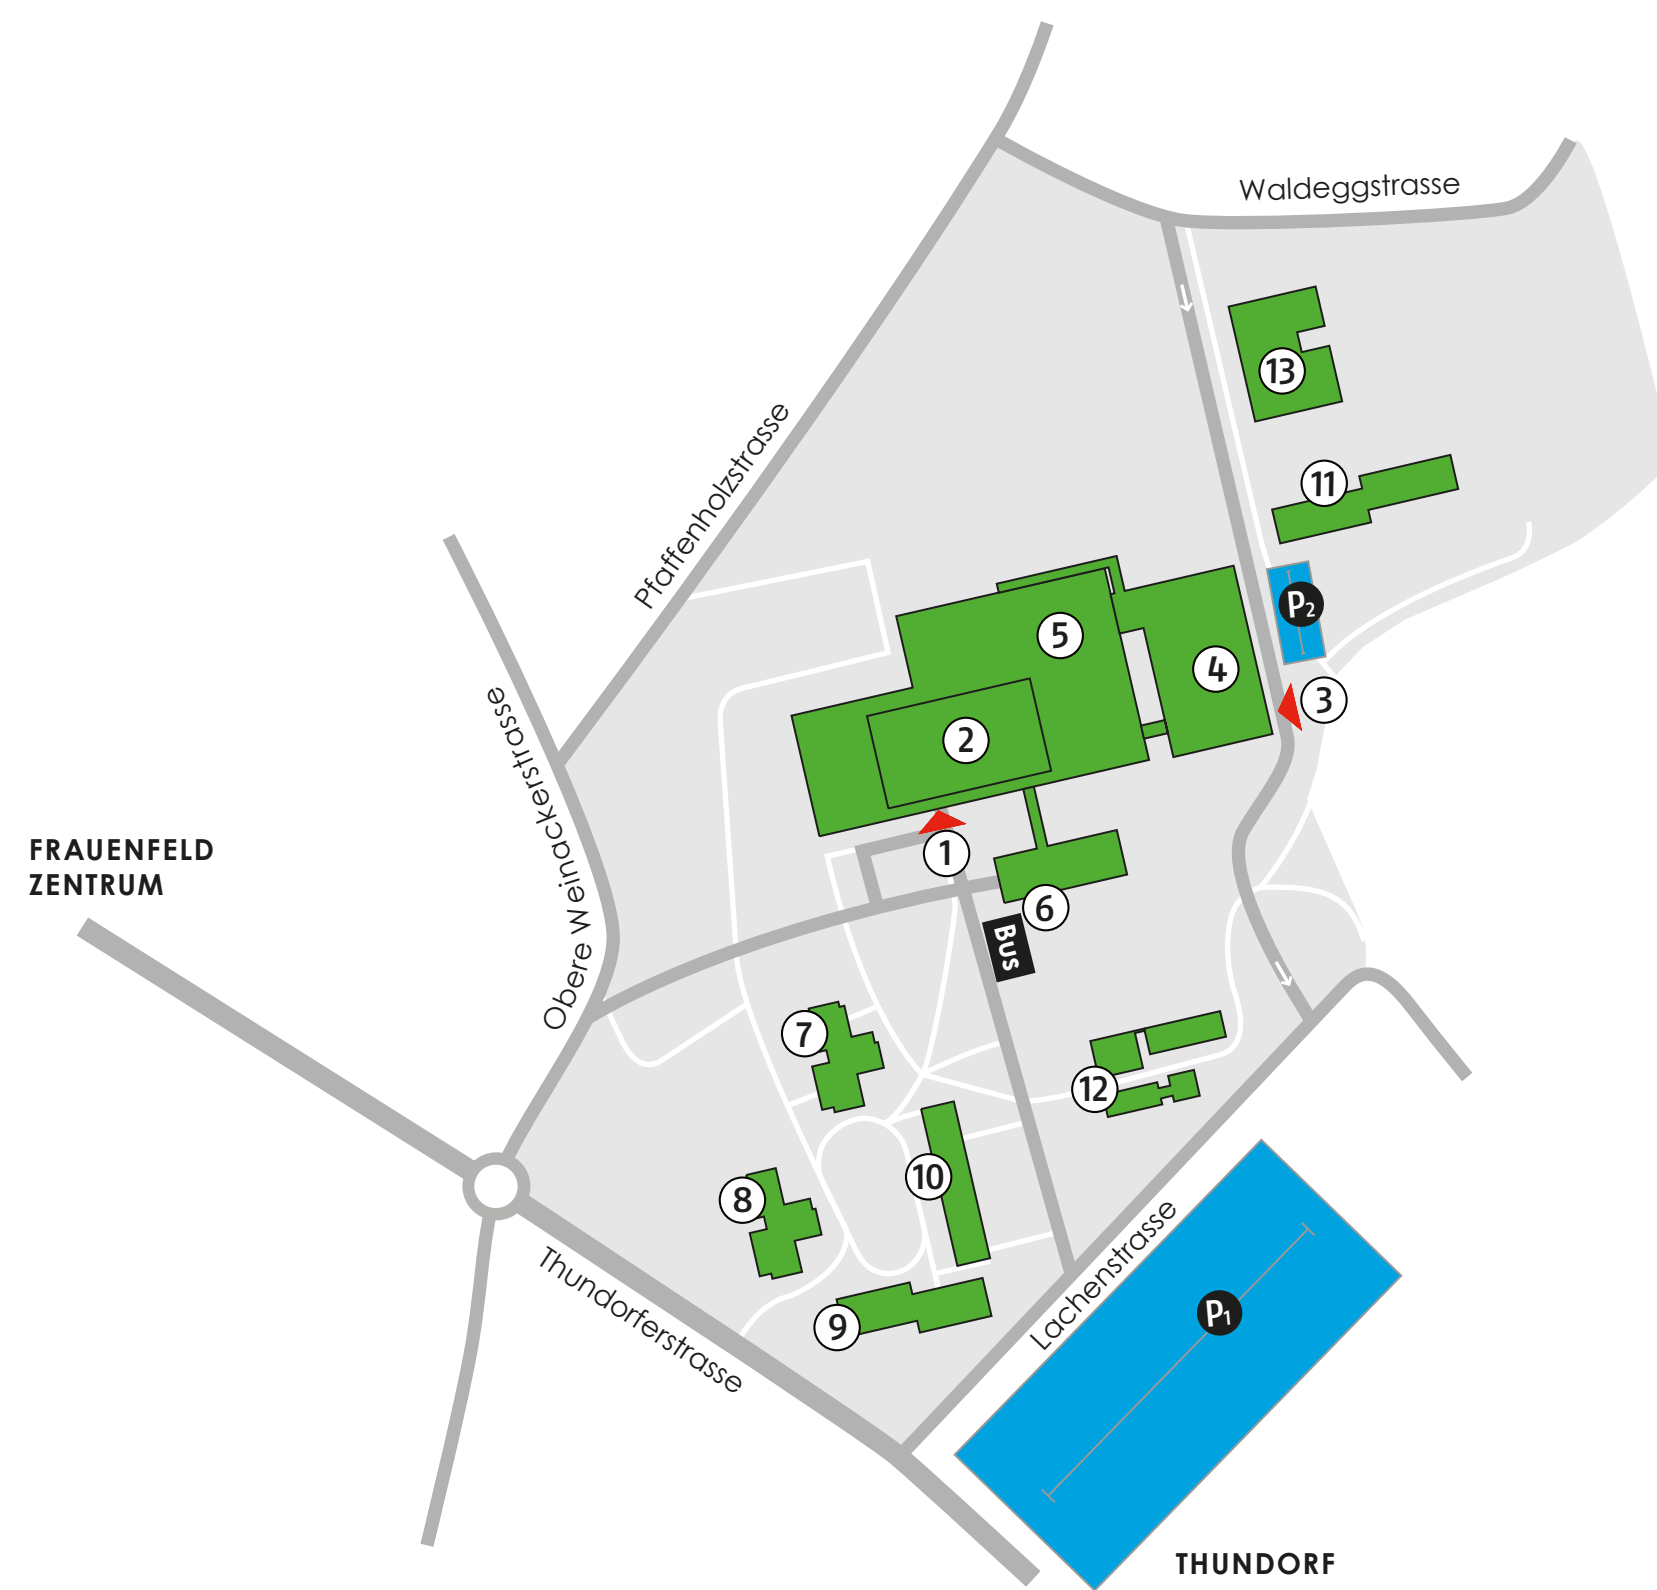 Waldeggstrasse
13
Pfaffenholzstrasse
11
P2
5
4
3
2
Obere Weinackerstrasse
FRAUENFELD
ZENTRUM
1
6
Bus
7
12
10
8
Lachenstrasse
Thundorferstrasse
P1
9
THUNDORF